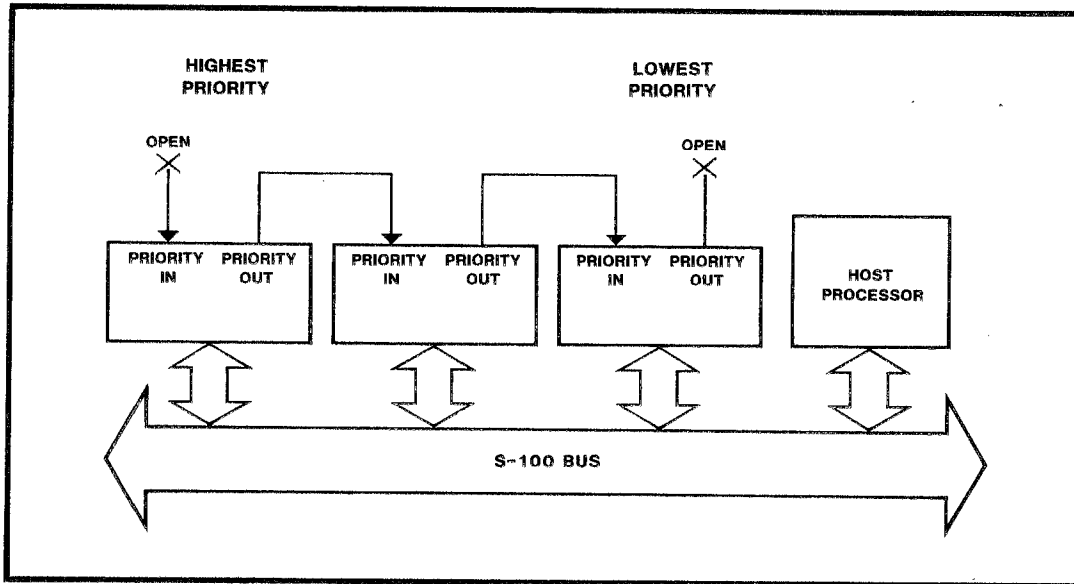 HIGHEST
PRIORITY
LOWEST
PRIORITY
OPEN
OPEN
PRIORITY
IN
PRIORITY
OUT
PRIORITY
IN
PRIORITY
OUT
PRIORITY
IN
PRIORITY
OUT
HOST
PROCESSOR
S-100 BUS